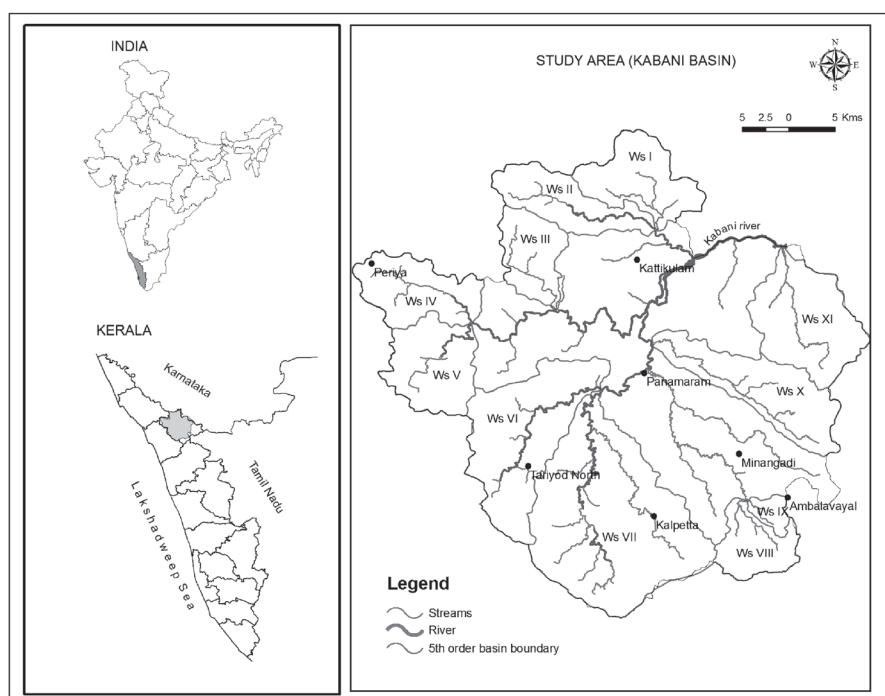 INDIA
KERALA
Karnataka
Tamil Nadu
Lakshadweep Sea
STUDY AREA (KABANI BASIN)
N
W E
S
5 2.5 0 5 Kms
Ws I
Ws II
Kabani river
Ws III
Kattikulam
Periya
Ws IV
Ws XI
Ws V
Panamaram
Ws X
Ws VI
Minangadi
Tariyod North
Ambalavayal
Ws IX
Kalpetta
Ws VII
Ws VIII
Legend
Streams
River
5th order basin boundary